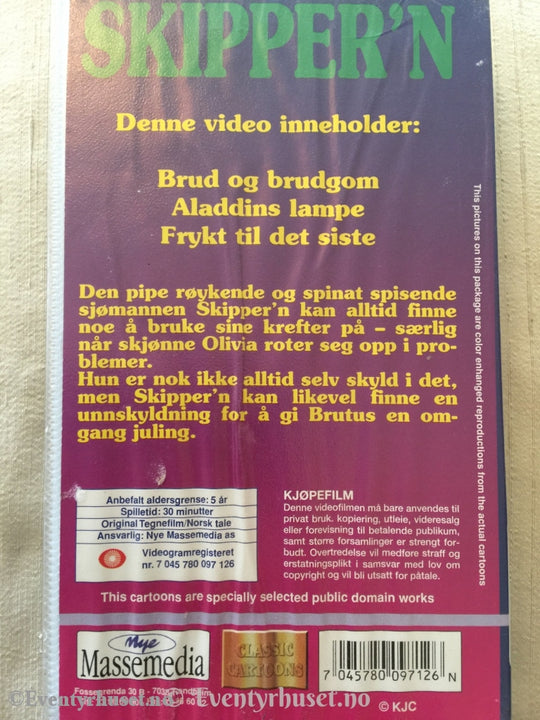 SKIPPER'N
Denne video inneholder:
Brud og brudgom
Aladdins lampe
Frykt til det siste
Den pipe røykende og spinat spisende
sjømannen Skipper'n kan alltid finne
noe å bruke sine krefter på – særlig
når skjønne Olivia roter seg opp i pro-
blemer.
Hun er nok ikke alltid selv skyld i det,
men Skipper'n kan likevel finne en
unnskyldning for å gi Brutus en om-
gang juling.
This pictures on this package are color enhanced reproductions from the actual cartoons
Anbefalt aldersgrense: 5 år
Spilletid: 30 minutter
Original Tegnefilm/Norsk tale
Ansvarlig: Nye Massemedia as
Videogramregisteret
nr. 7 045 780 097 126
KJØPEFILM
Denne videofilmen må bare anvendes til
privat bruk. kopiering, utleie, videresalg
eller forevisning til betalende publikum,
samt større forsamlinger er strengt for-
budt. Overtredelse vil medføre straff og
erstatningsplikt i samsvar med lov om
copyright og vil bli utsatt for påtale.
This cartoons are specially selected public domain works
Nye
Massemedia
CLASSIC
CARTOONS
7 045780 097126 N
Fossegrenda 30 B - 7038
© KJC
© Eventyrhuset.no Eventyrhuset.no